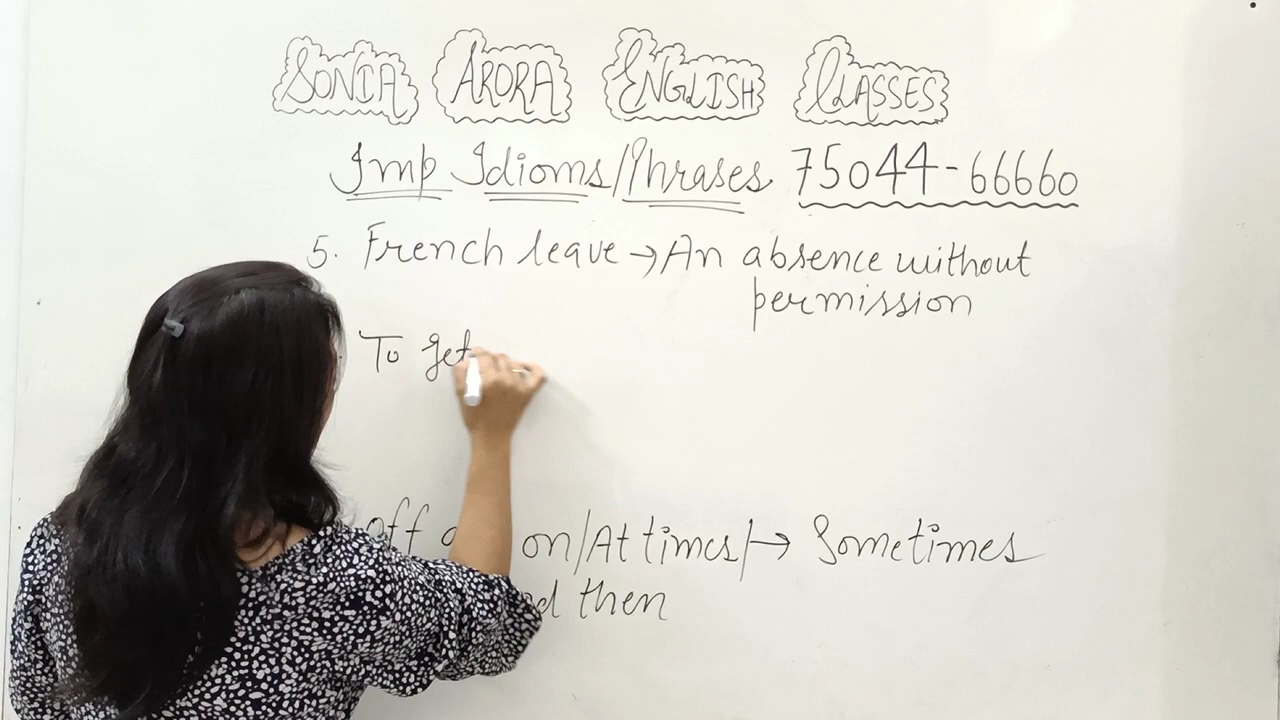 SONIA ARORA ENGLISH CLASSES
Imp Idioms/Phrases 75044-66660
5. French leave → An absence without
permission
To get
off on/At times/→ Sometimes
then